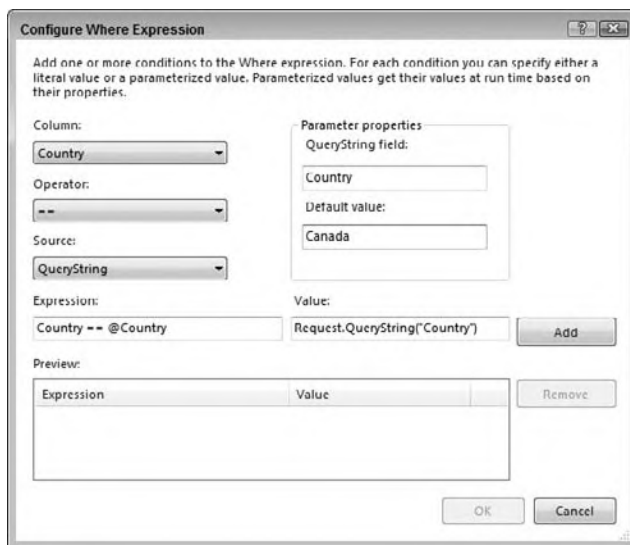 Configure Where Expression
Add one or more conditions to the Where expression. For each condition you can specify either a
literal value or a parameterized value. Parameterized values get their values at run time based on
their properties.
Column:
Country
Operator:
==
Source:
QueryString
Parameter properties
QueryString field:
Country
Default value:
Canada
Expression:
Country == @Country
Value:
Request.QueryString("Country")
Add
Preview:
Expression Value
Remove
OK Cancel